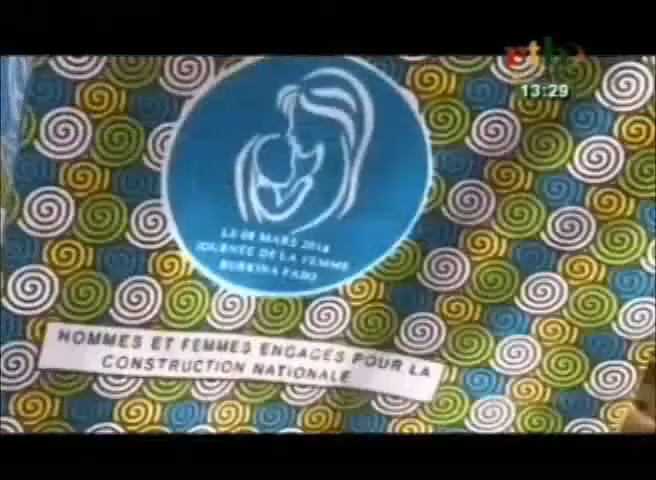 rtb
13:29
LE 08 MARS 2014
JOURNEE DE LA FEMME
BURKINA FASO
HOMMES ET FEMMES ENGAGES POUR LA
CONSTRUCTION NATIONALE